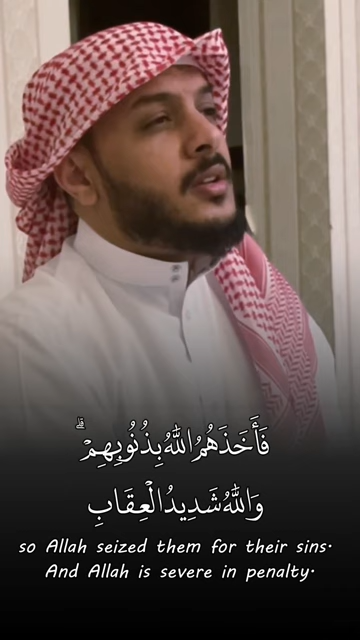 فَأَخَذَهُمُ اللَّهُ بِذُنُوبِهِمْ ۗ
وَاللَّهُ شَدِيدُ الْعِقَابِ
so Allah seized them for their sins.
And Allah is severe in penalty.